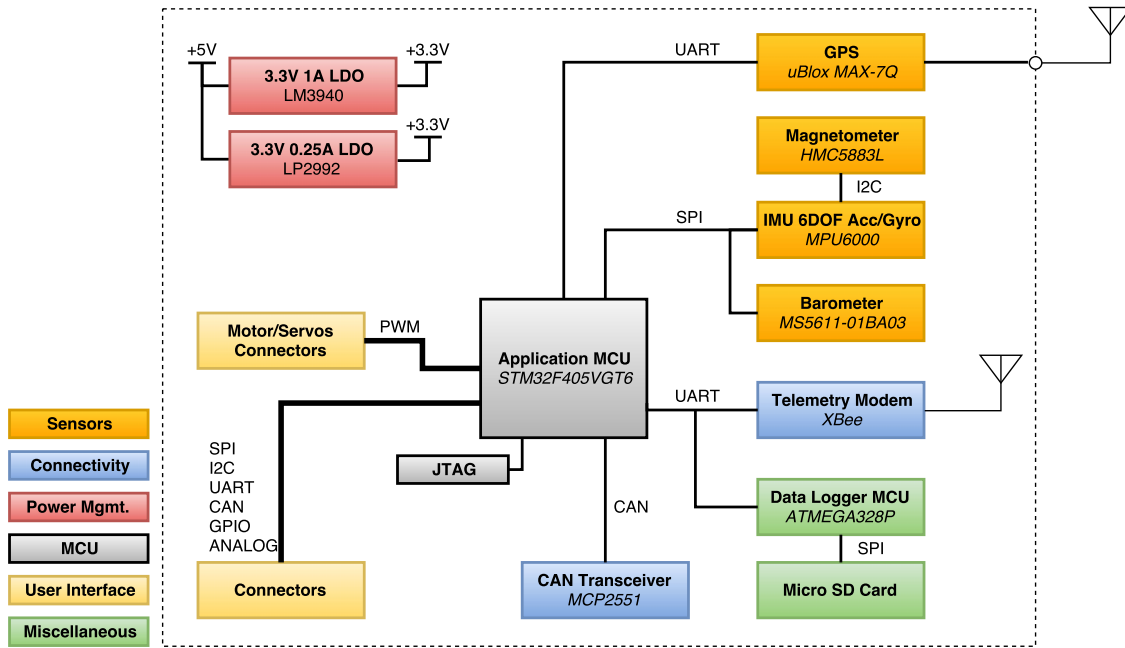 +5V
3.3V 1A LDO
LM3940
+3.3V
3.3V 0.25A LDO
LP2992
+3.3V
UART
GPS
uBlox MAX-7Q
Magnetometer
HMC5883L
I2C
SPI
IMU 6DOF Acc/Gyro
MPU6000
Barometer
MS5611-01BA03
Motor/Servos
Connectors
PWM
Application MCU
STM32F405VGT6
UART
Telemetry Modem
XBee
JTAG
SPI
I2C
UART
CAN
GPIO
ANALOG
Connectors
CAN
CAN Transceiver
MCP2551
Data Logger MCU
ATMEGA328P
SPI
Micro SD Card
Sensors
Connectivity
Power Mgmt.
MCU
User Interface
Miscellaneous